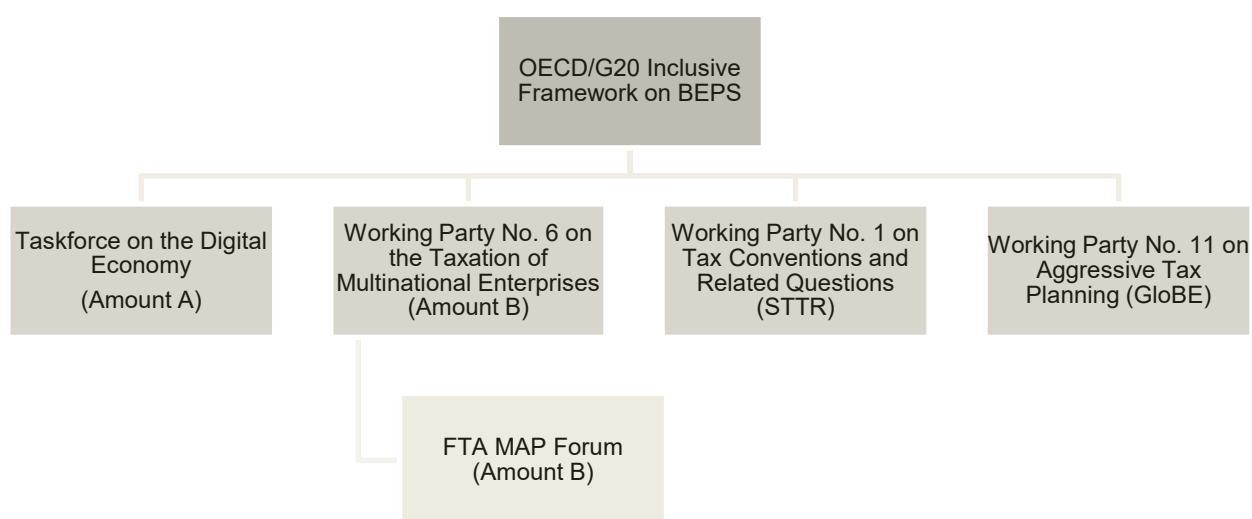 OECD/G20 Inclusive
Framework on BEPS
Taskforce on the Digital
Economy
(Amount A)
Working Party No. 6 on
the Taxation of
Multinational Enterprises
(Amount B)
Working Party No. 1 on
Tax Conventions and
Related Questions
(STTR)
Working Party No. 11 on
Aggressive Tax
Planning (GloBE)
FTA MAP Forum
(Amount B)